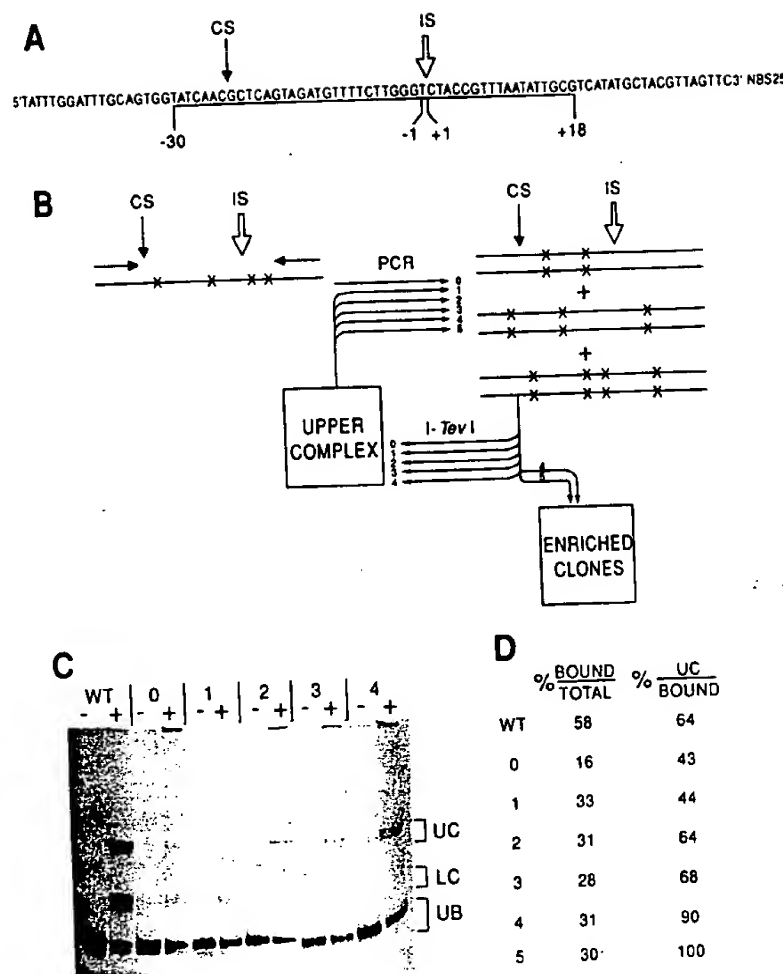 A
CS
IS
5'TATTTGGATTTGCAGTGGTATCAACGCTCAGTAGATGTTTTCTTGGGTCTACCGTTTAATATTGCGTCATATGCTACGTTAGTTC3' NBS25
-30
-1 +1
+18
B
CS IS
CS IS
PCR
0
1
2
3
4
5
+
+
UPPER COMPLEX
I-TevI
0
1
2
3
4
4
ENRICHED CLONES
C
WT 0 1 2 3 4
- + - + - + - + - + - +
UC
LC
UB
D
% BOUND/TOTAL % UC/BOUND
WT 58 64
0 16 43
1 33 44
2 31 64
3 28 68
4 31 90
5 30 100